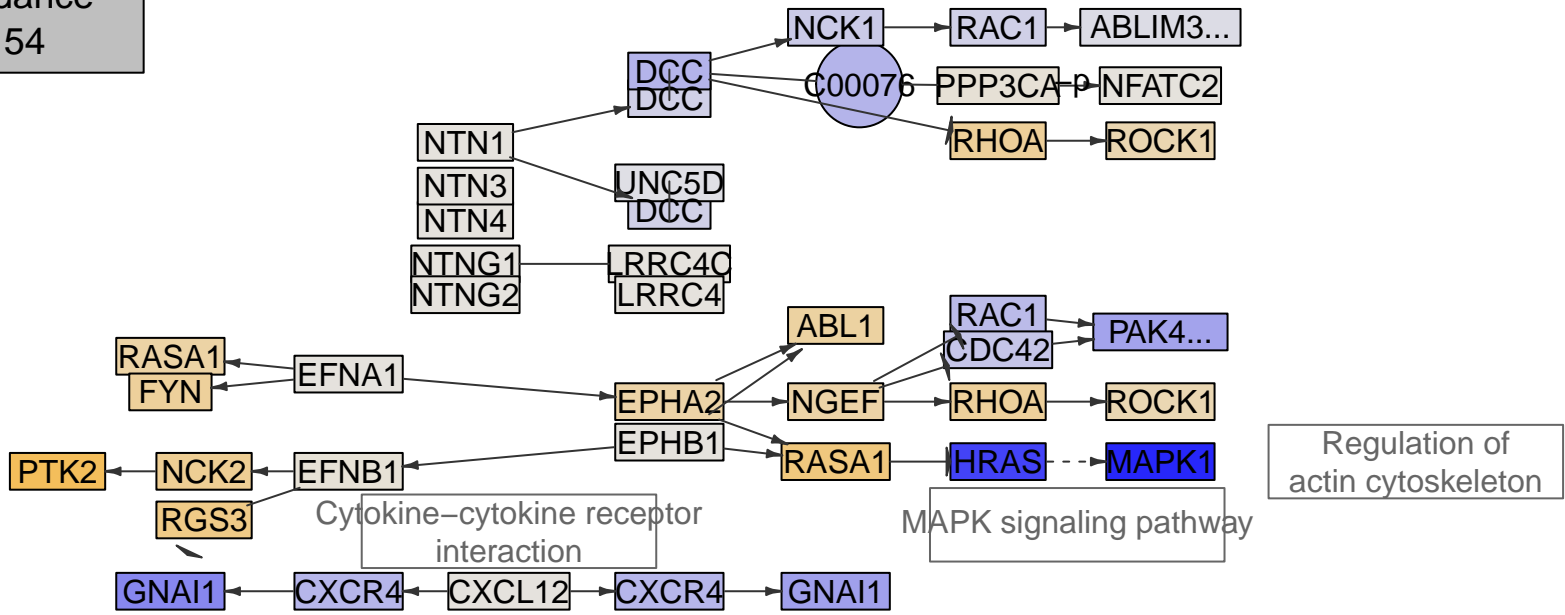 dance
54
NCK1
RAC1
ABLIM3...
DCC
DCC
C00076
PPP3CA
–p
NFATC2
RHOA
ROCK1
NTN1
NTN3
NTN4
UNC5D
DCC
NTNG1
LRRC4C
NTNG2
LRRC4
RAC1
ABL1
CDC42
PAK4...
RASA1
EFNA1
FYN
EPHA2
NGEF
RHOA
ROCK1
EPHB1
PTK2
NCK2
EFNB1
RASA1
HRAS
MAPK1
Regulation of
actin cytoskeleton
RGS3
Cytokine−cytokine receptor
interaction
MAPK signaling pathway
GNAI1
CXCR4
CXCL12
CXCR4
GNAI1